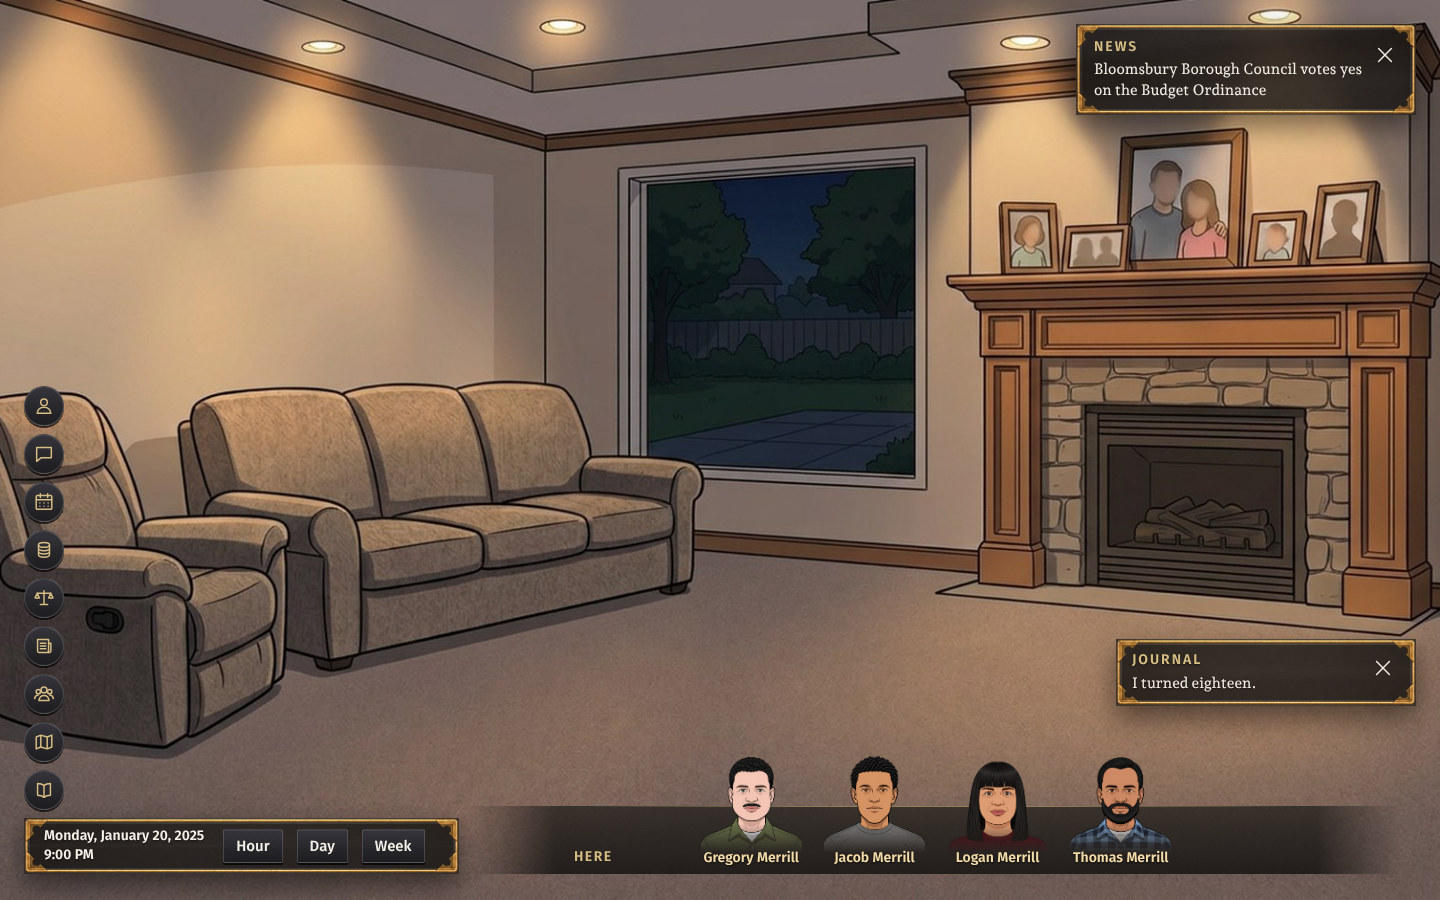 NEWS
Bloomsbury Borough Council votes yes
on the Budget Ordinance
JOURNAL
I turned eighteen.
Monday, January 20, 2025
9:00 PM
Hour
Day
Week
HERE
Gregory Merrill
Jacob Merrill
Logan Merrill
Thomas Merrill